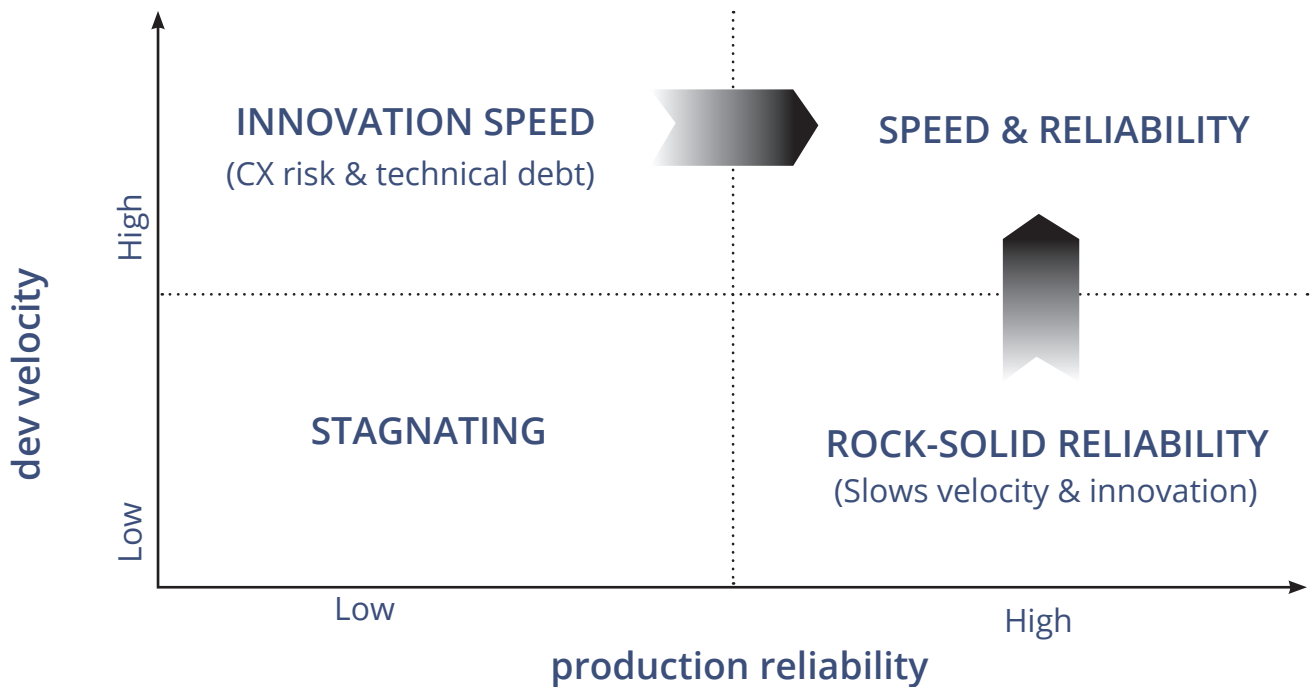 INNOVATION SPEED
(CX risk & technical debt)
SPEED & RELIABILITY
High
dev velocity
STAGNATING
ROCK-SOLID RELIABILITY
(Slows velocity & innovation)
Low
Low
High
production reliability